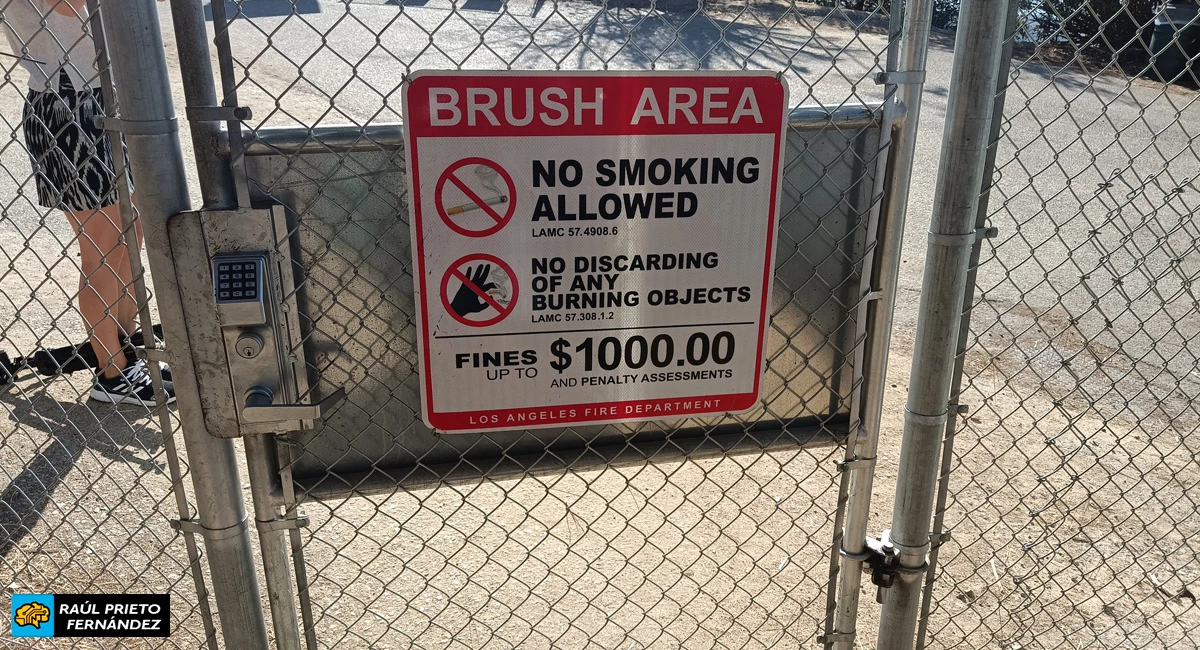 BRUSH AREA
NO SMOKING
ALLOWED
LAMC 57.4908.6
NO DISCARDING
OF ANY
BURNING OBJECTS
LAMC 57.308.1.2
FINES
UP TO
$1000.00
AND PENALTY ASSESSMENTS
LOS ANGELES FIRE DEPARTMENT
RAÚL PRIETO
FERNÁNDEZ